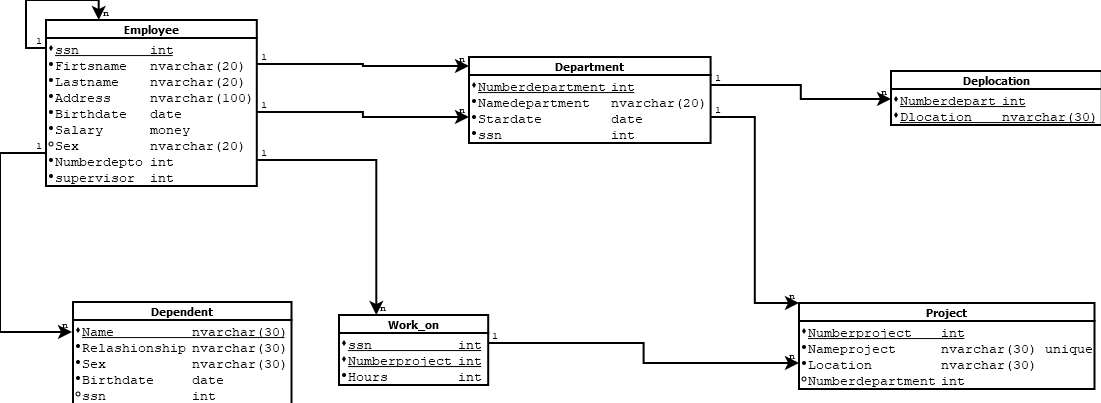 Employee
ssn int
Firtsname nvarchar(20)
Lastname nvarchar(20)
Address nvarchar(100)
Birthdate date
Salary money
Sex nvarchar(20)
Numberdepto int
supervisor int
1
n
1
1
1
1
n
n
Department
Numberdepartment int
Namedepartment nvarchar(20)
Stardate date
ssn int
1
1
n
Deplocation
Numberdepart int
Dlocation nvarchar(30)
n
Dependent
Name nvarchar(30)
Relashionship nvarchar(30)
Sex nvarchar(30)
Birthdate date
ssn int
n
Work_on
ssn int
Numberproject int
Hours int
1
n
n
Project
Numberproject int
Nameproject nvarchar(30) unique
Location nvarchar(30)
Numberdepartment int